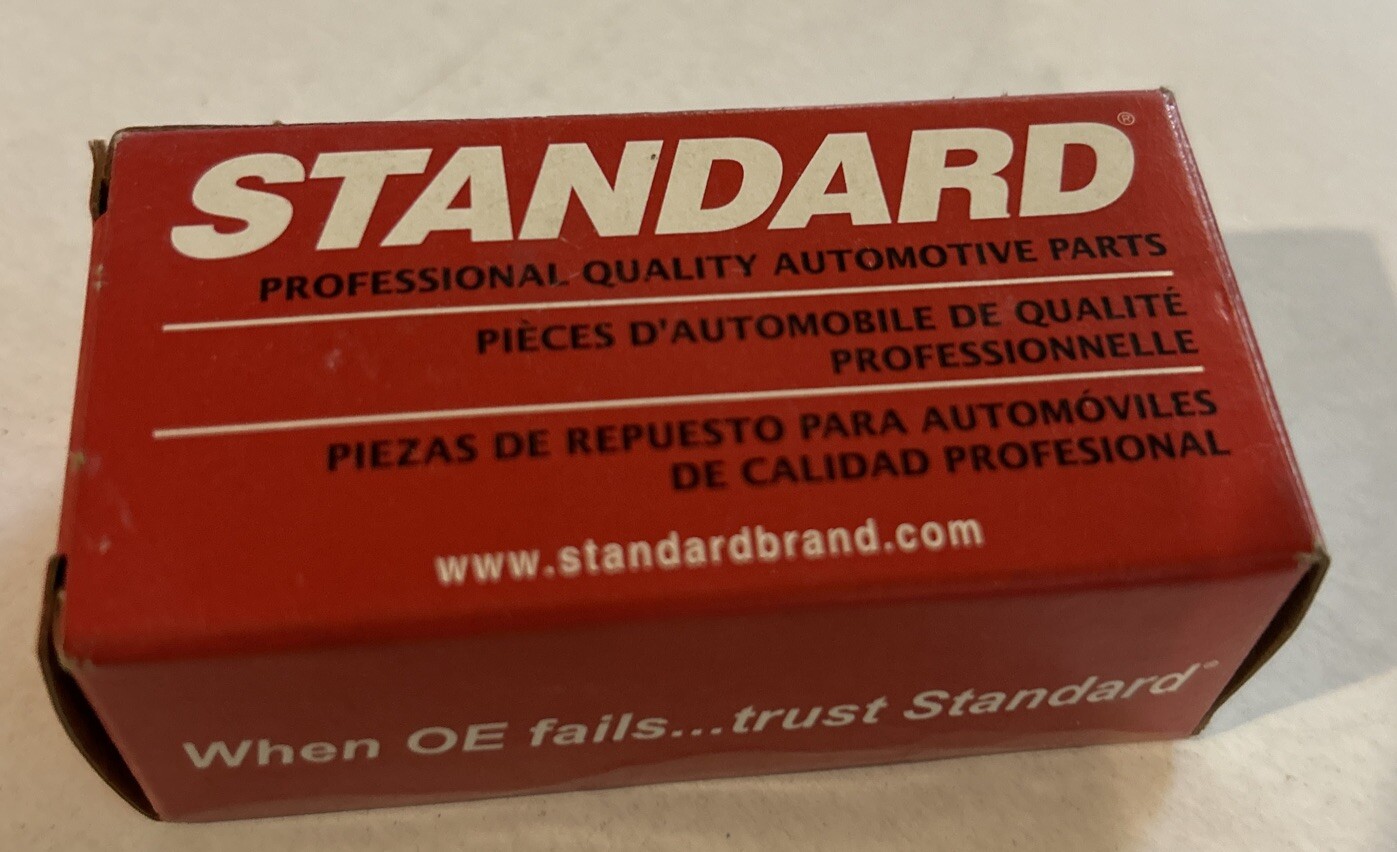 STANDARD®
PROFESSIONAL QUALITY AUTOMOTIVE PARTS
PIÈCES D'AUTOMOBILE DE QUALITÉ
PROFESSIONNELLE
PIEZAS DE REPUESTO PARA AUTOMÓVILES
DE CALIDAD PROFESIONAL
www.standardbrand.com
When OE fails...trust Standard®